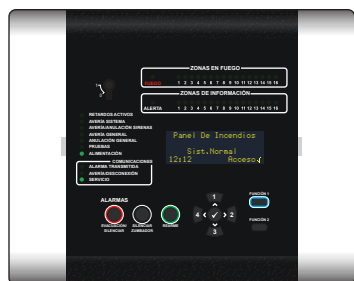 ZONAS EN FUEGO
FUEGO
1 2 3 4 5 6 7 8 9 10 11 12 13 14 15 16
ZONAS DE INFORMACIÓN
ALERTA
1 2 3 4 5 6 7 8 9 10 11 12 13 14 15 16
1
0
RETARDOS ACTIVOS
AVERÍA SISTEMA
AVERÍA/ANULACIÓN SIRENAS
AVERÍA GENERAL
ANULACIÓN GENERAL
PRUEBAS
ALIMENTACIÓN
COMUNICACIONES
ALARMA TRANSMITIDA
AVERÍA/DESCONEXIÓN
SERVICIO
Panel De Incendios
Sist.Normal
12:12 Acceso√
ALARMAS
EVACUACIÓN/
SILENCIAR
SILENCIAR
ZUMBADOR
REARME
1
4 ✓ 2
3
FUNCIÓN 1
FUNCIÓN 2